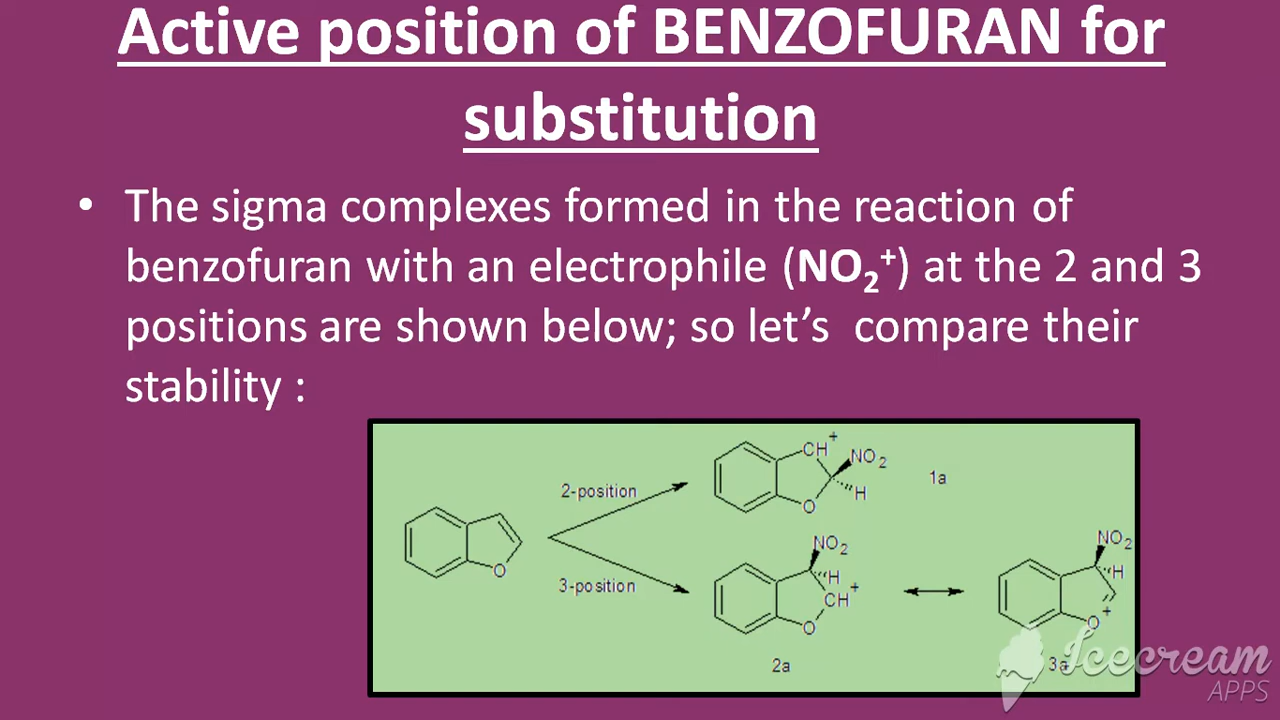 Active position of BENZOFURAN for
substitution
• The sigma complexes formed in the reaction of
benzofuran with an electrophile (NO₂⁺) at the 2 and 3
positions are shown below; so let’s compare their
stability :
CH⁺
NO₂
H
O
1a
2-position
O
3-position
NO₂
H
CH⁺
O
2a
NO₂
H
O⁺
3a
Icecream
APPS